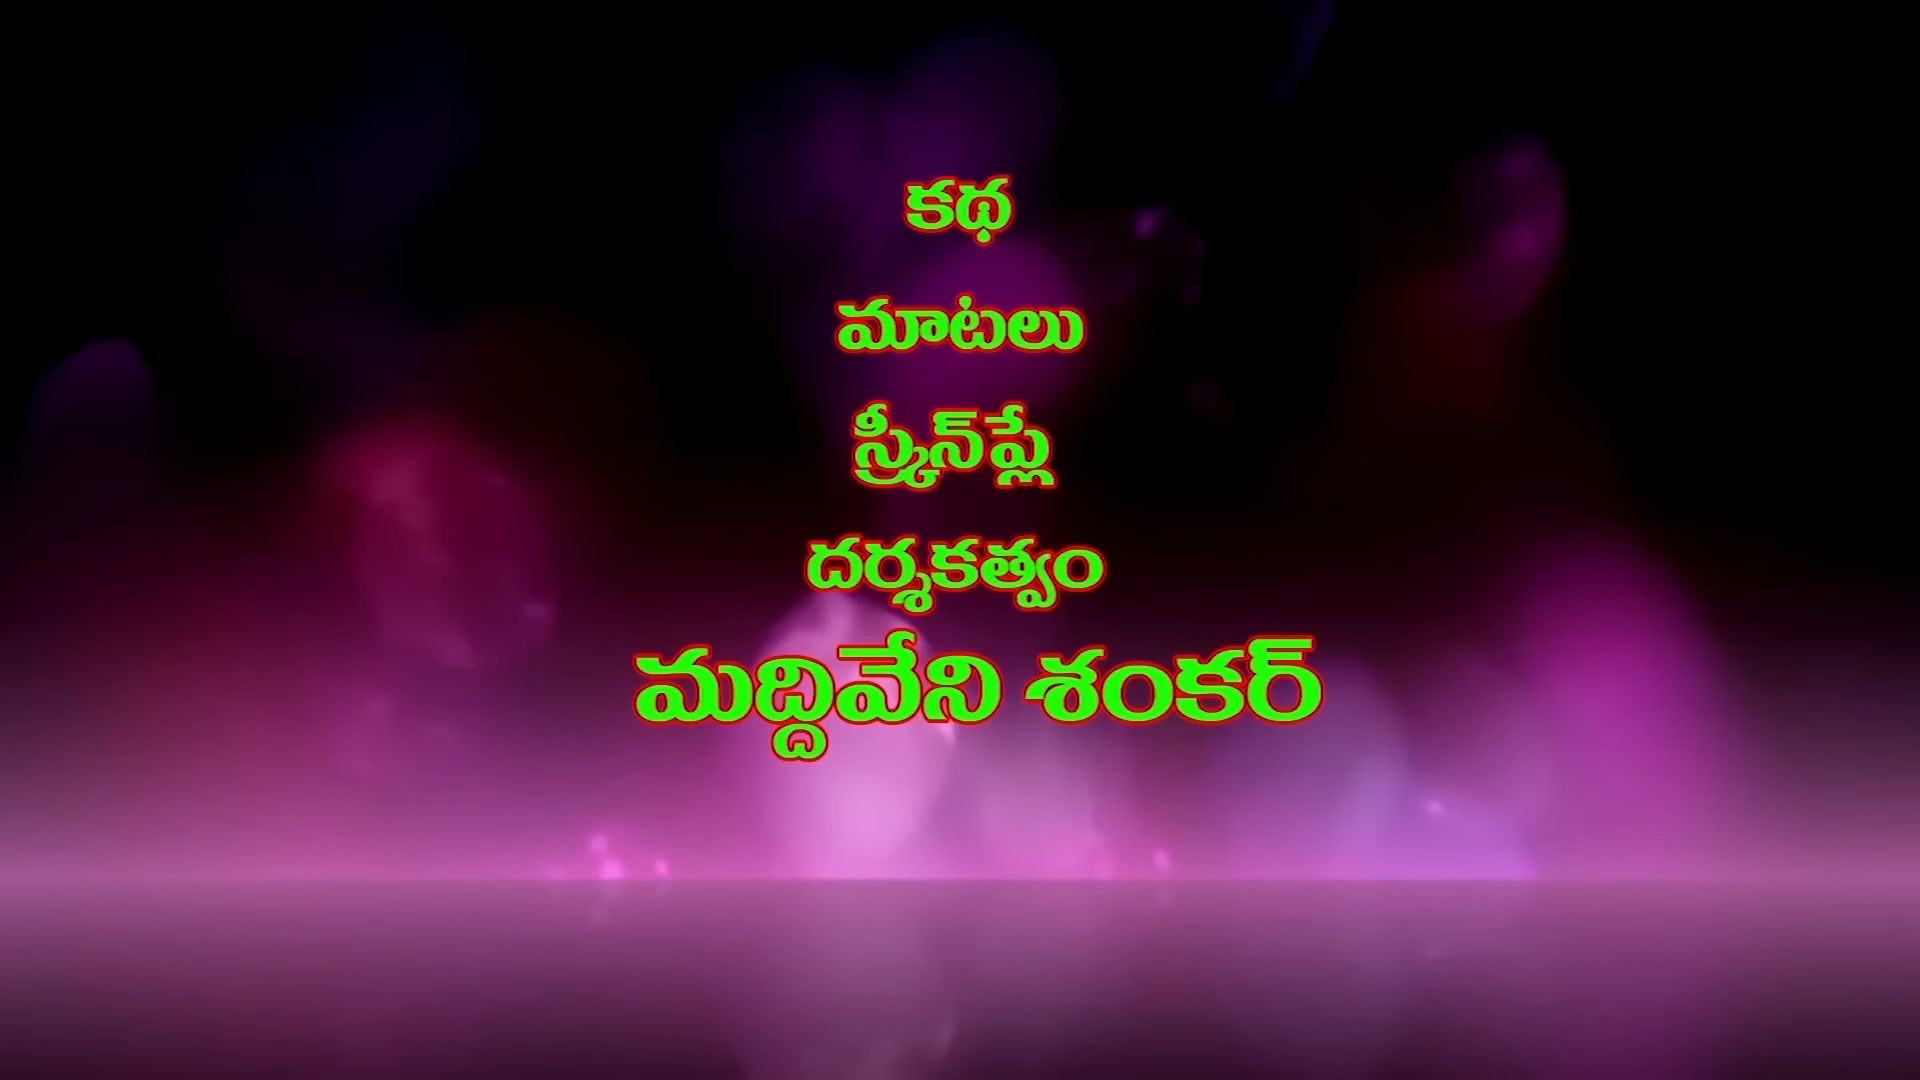 కథ
మాటలు
స్క్రీన్‌ప్లే
దర్శకత్వం
మద్దివేని శంకర్